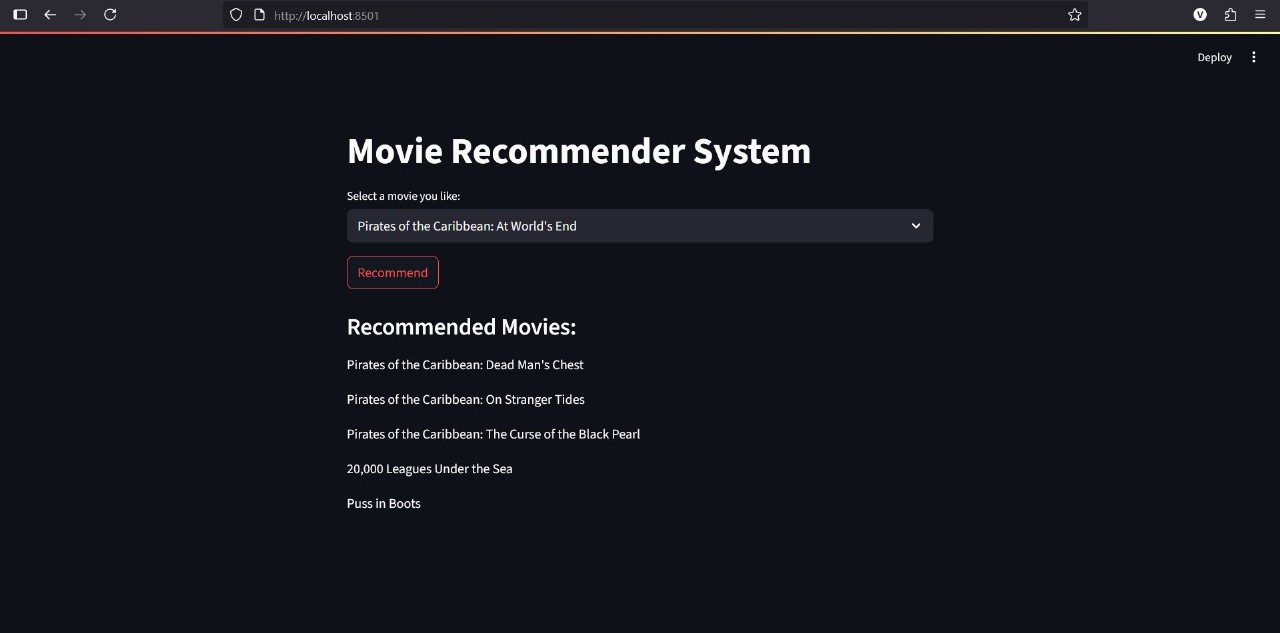 http://localhost:8501
V
Deploy
Movie Recommender System
Select a movie you like:
Pirates of the Caribbean: At World's End
Recommend
Recommended Movies:
Pirates of the Caribbean: Dead Man's Chest
Pirates of the Caribbean: On Stranger Tides
Pirates of the Caribbean: The Curse of the Black Pearl
20,000 Leagues Under the Sea
Puss in Boots